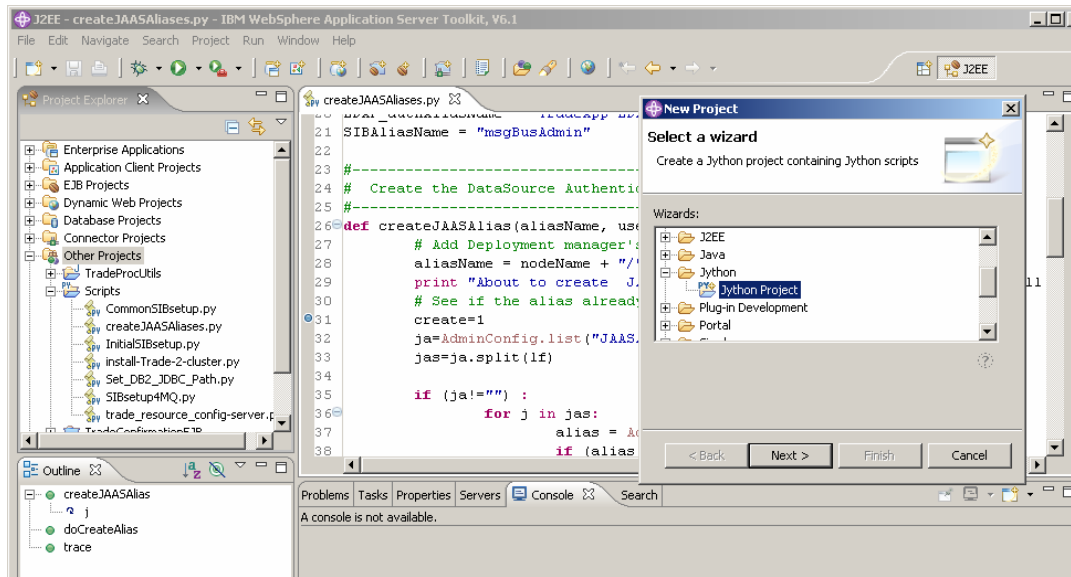 J2EE - createJAASAliases.py - IBM WebSphere Application Server Toolkit, V6.1
File Edit Navigate Search Project Run Window Help
J2EE
Project Explorer
Enterprise Applications
Application Client Projects
EJB Projects
Dynamic Web Projects
Database Projects
Connector Projects
Other Projects
TradeProcUtils
Scripts
CommonSIBsetup.py
createJAASAliases.py
InitialSIBsetup.py
install-Trade-2-cluster.py
Set_DB2_JDBC_Path.py
SIBsetup4MQ.py
trade_resource_config-server.p
TradeConfirmationEJB
Outline
createJAASAlias
j
doCreateAlias
trace
createJAASAliases.py
21 SIBAliasName = "msgBusAdmin"
22
23 #------------------------------
24 # Create the DataSource Authentic
25 #------------------------------
26 def createJAASAlias(aliasName, use
27 # Add Deployment manager's
28 aliasName = nodeName + "/"
29 print "About to create J
30 # See if the alias already
31 create=1
32 ja=AdminConfig.list("JAAS
33 jas=ja.split(lf)
34
35 if (ja!="") :
36 for j in jas:
37 alias = Ad
38 if (alias
New Project
Select a wizard
Create a Jython project containing Jython scripts
Wizards:
J2EE
Java
Jython
Jython Project
Plug-in Development
Portal
< Back Next > Finish Cancel
Problems Tasks Properties Servers Console Search
A console is not available.